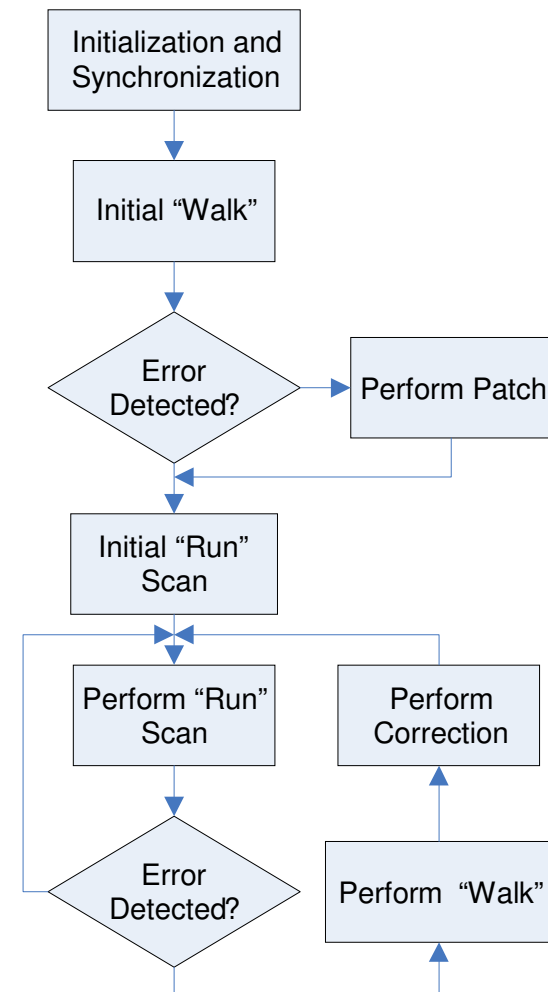 Initialization and
Synchronization
Initial “Walk”
Error
Detected?
Perform Patch
Initial “Run”
Scan
Perform “Run”
Scan
Perform
Correction
Error
Detected?
Perform “Walk”